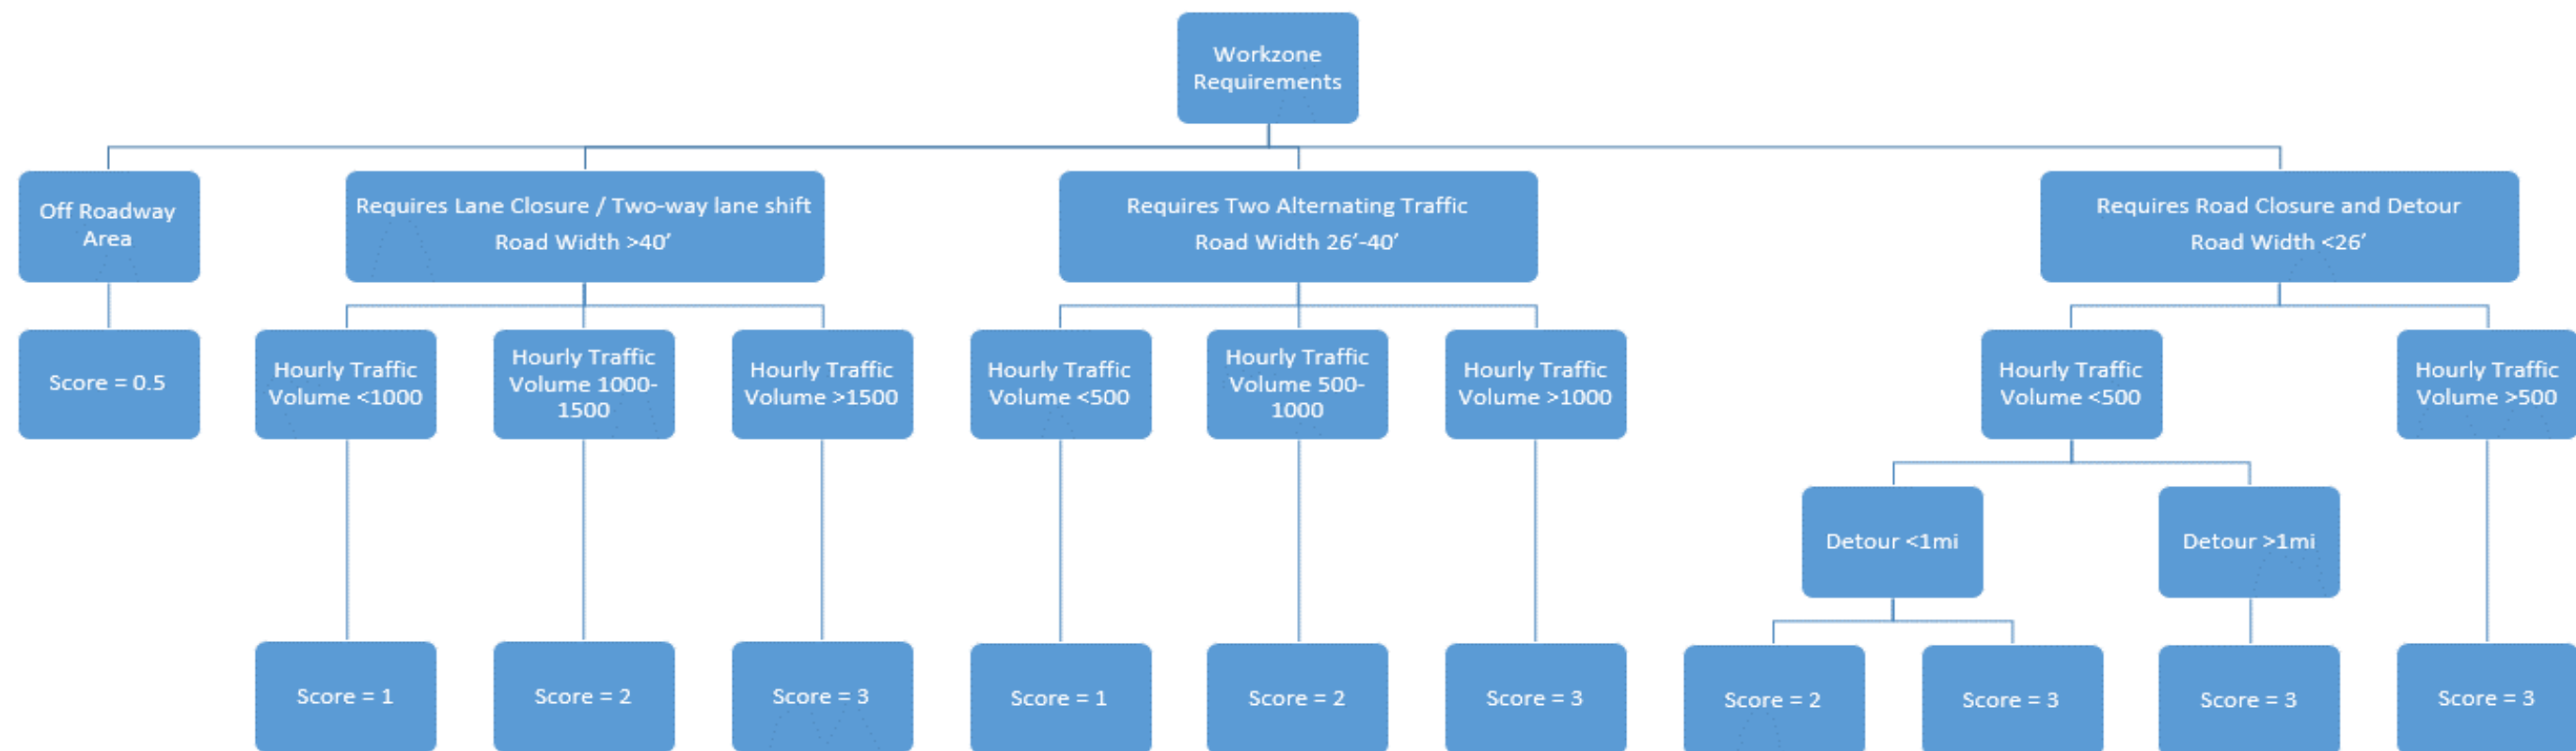 Workzone
Requirements
Off Roadway
Area
Requires Lane Closure / Two-way lane shift
Road Width >40’
Requires Two Alternating Traffic
Road Width 26’-40’
Requires Road Closure and Detour
Road Width <26’
Score = 0.5
Hourly Traffic
Volume <1000
Hourly Traffic
Volume 1000-
1500
Hourly Traffic
Volume >1500
Hourly Traffic
Volume <500
Hourly Traffic
Volume 500-
1000
Hourly Traffic
Volume >1000
Hourly Traffic
Volume <500
Hourly Traffic
Volume >500
Detour <1mi
Detour >1mi
Score = 1
Score = 2
Score = 3
Score = 1
Score = 2
Score = 3
Score = 2
Score = 3
Score = 3
Score = 3